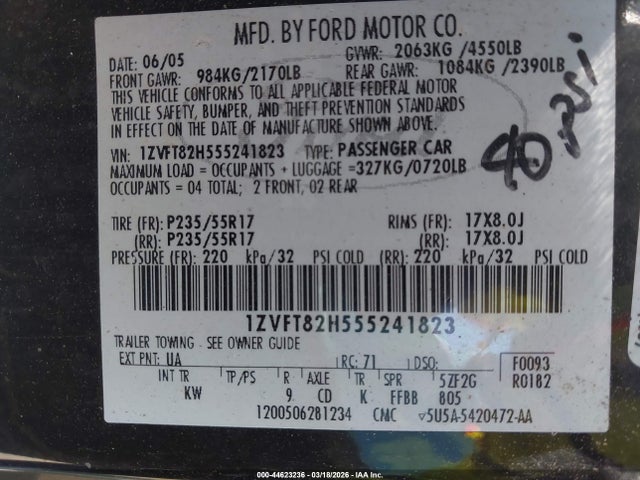 MFD. BY FORD MOTOR CO.
DATE: 06/05 GVWR: 2063KG /4550LB
FRONT GAWR: 984KG/2170LB REAR GAWR: 1084KG/2390LB
THIS VEHICLE CONFORMS TO ALL APPLICABLE FEDERAL MOTOR
VEHICLE SAFETY, BUMPER, AND THEFT PREVENTION STANDARDS
IN EFFECT ON THE DATE OF MANUFACTURE SHOWN ABOVE.
40 PSI
VIN: 1ZVFT82H555241823 TYPE: PASSENGER CAR
MAXIMUM LOAD = OCCUPANTS + LUGGAGE =327KG/0720LB
OCCUPANTS = 04 TOTAL; 2 FRONT, 02 REAR
TIRE (FR): P235/55R17 RIMS (FR): 17X8.0J
(RR): P235/55R17 (RR): 17X8.0J
PRESSURE (FR): 220 kPa/32 PSI COLD (RR): 220 kPa/32 PSI COLD
1ZVFT82H555241823
TRAILER TOWING - SEE OWNER GUIDE
EXT PNT: UA RC: 71 DSO: F0093
INT TR TP/PS R AXLE TR SPR 5ZF2G R0182
KW 9 CD K FFBB 805
1200506281234 CMC ▽5U5A-5420472-AA
000-44623236 - 03/18/2026 - COPYRIGHT IAA, LLC.